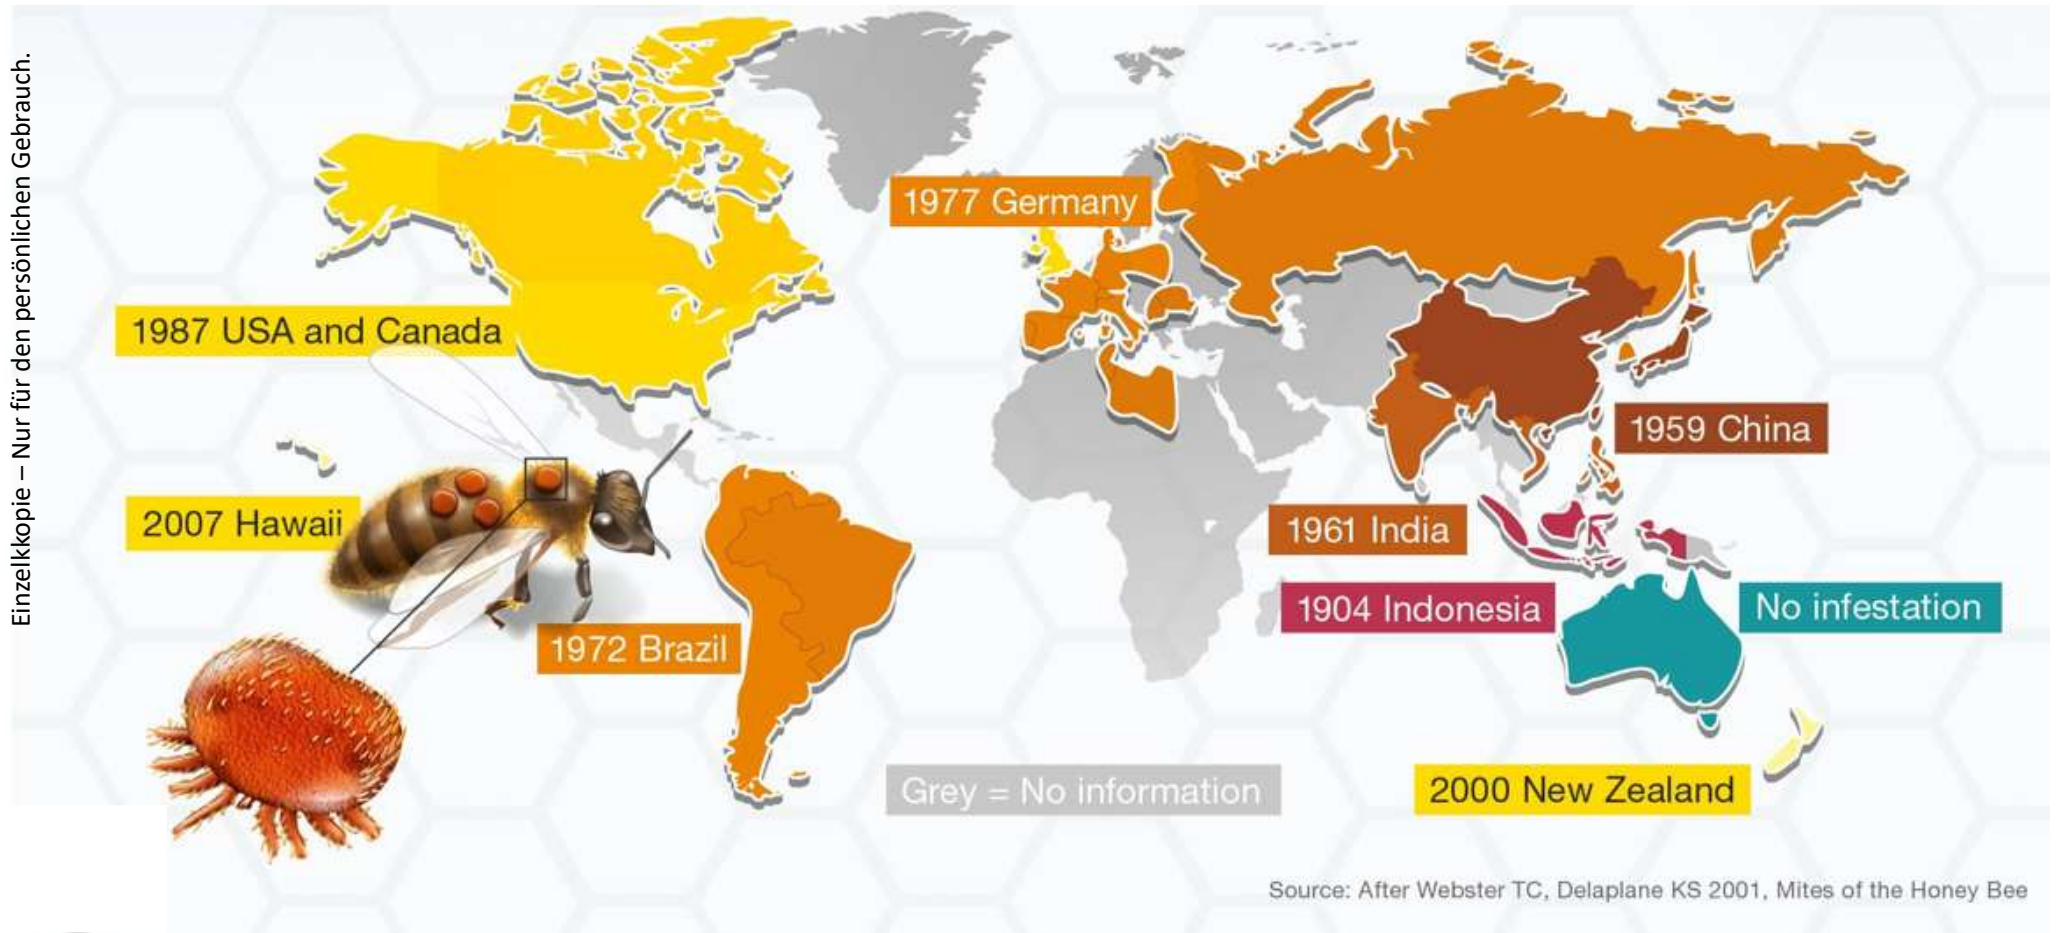 Einzelkkopie – Nur für den persönlichen Gebrauch.
1977 Germany
1987 USA and Canada
1959 China
2007 Hawaii
1961 India
1904 Indonesia
No infestation
1972 Brazil
Grey = No information
2000 New Zealand
Source: After Webster TC, Delaplane KS 2001, Mites of the Honey Bee